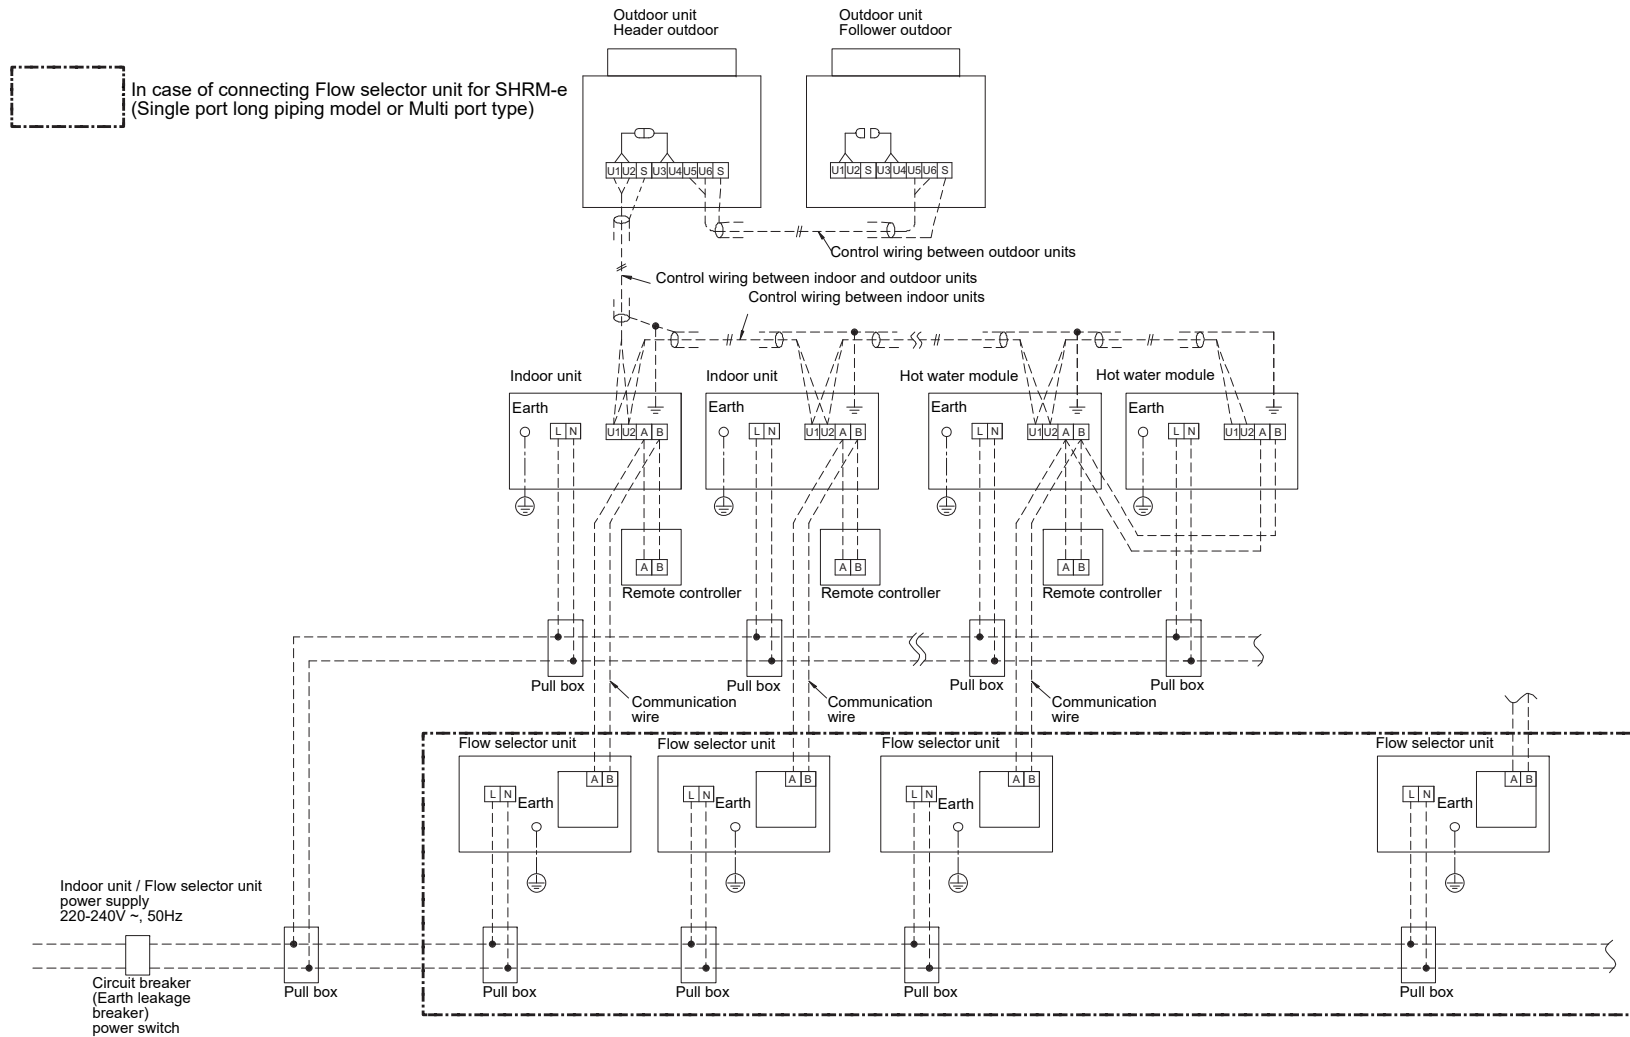 Outdoor unit
Header outdoor
Outdoor unit
Follower outdoor
In case of connecting Flow selector unit for SHRM-e
(Single port long piping model or Multi port type)
U1 U2 S U3 U4 U5 U6 S
U1 U2 S U3 U4 U5 U6 S
Control wiring between outdoor units
Control wiring between indoor and outdoor units
Control wiring between indoor units
Indoor unit
Indoor unit
Hot water module
Hot water module
Earth
L N
U1 U2 A B
Earth
L N
U1 U2 A B
Earth
L N
U1 U2 A B
Earth
L N
U1 U2 A B
A B
A B
A B
Remote controller
Remote controller
Remote controller
Pull box
Pull box
Pull box
Pull box
Communication
wire
Communication
wire
Communication
wire
Flow selector unit
Flow selector unit
Flow selector unit
Flow selector unit
A B
L N
Earth
A B
L N
Earth
A B
L N
Earth
A B
L N
Earth
Indoor unit / Flow selector unit
power supply
220-240V ~, 50Hz
Circuit breaker
(Earth leakage
breaker)
power switch
Pull box
Pull box
Pull box
Pull box
Pull box